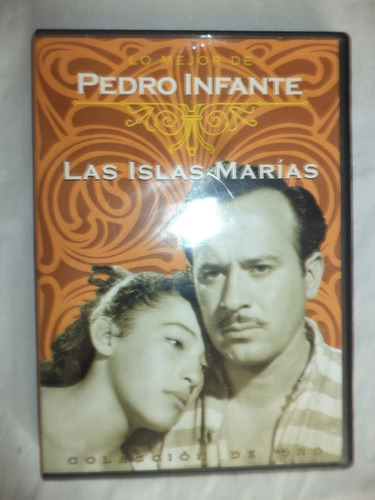 LO MEJOR DE
PEDRO INFANTE
LAS ISLAS MARÍAS
COLECCIÓN DE ORO